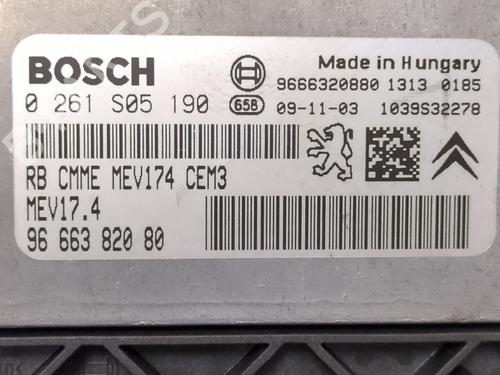 BOSCH
Made in Hungary
9666320880 1313 0185
0 261 S05 190
65B
09-11-03
1039S32278
RB CMME MEV174 CEM3
MEV17.4
96 663 820 80